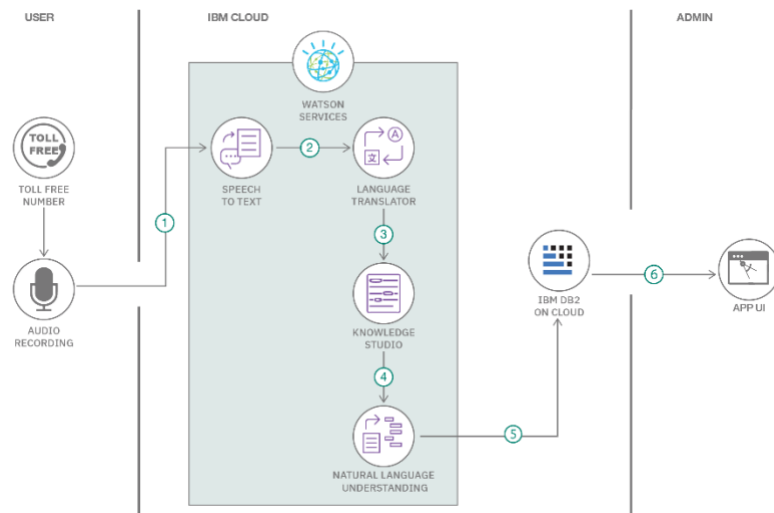 USER
IBM CLOUD
ADMIN
WATSON
SERVICES
TOLL
FREE
TOLL FREE
NUMBER
1
SPEECH
TO TEXT
2
A
文
LANGUAGE
TRANSLATOR
3
AUDIO
RECORDING
KNOWLEDGE
STUDIO
4
NATURAL LANGUAGE
UNDERSTANDING
5
IBM DB2
ON CLOUD
6
APP UI